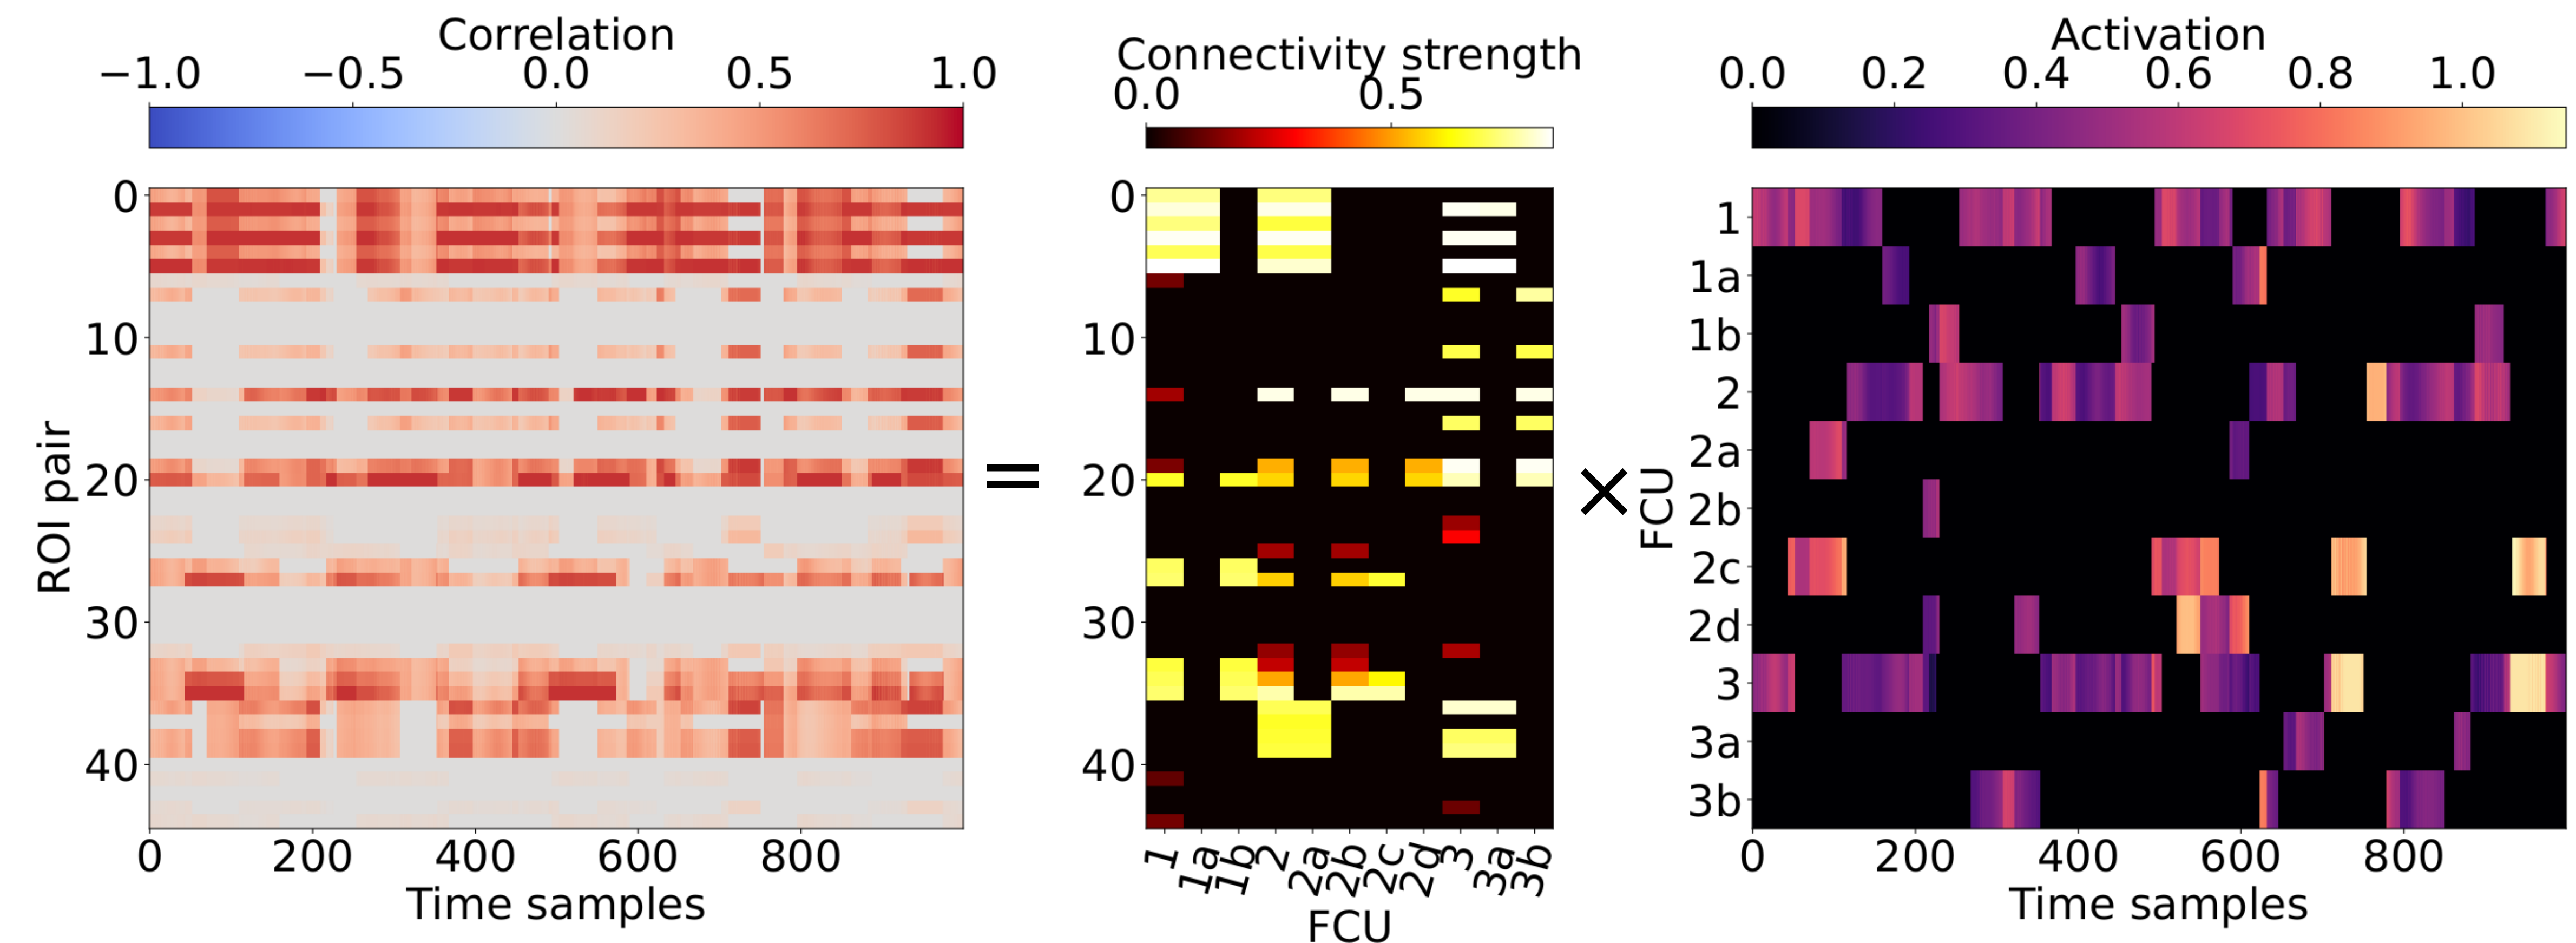 Correlation
−1.0 −0.5 0.0 0.5 1.0
0
10
20
30
40
ROI pair
0 200 400 600 800
Time samples
=
Connectivity strength
0.0 0.5
0
10
20
30
40
1 1a 1b 2 2a 2b 2c 2d 3 3a 3b
FCU
×
Activation
0.0 0.2 0.4 0.6 0.8 1.0
1
1a
1b
2
2a
2b
2c
2d
3
3a
3b
FCU
0 200 400 600 800
Time samples